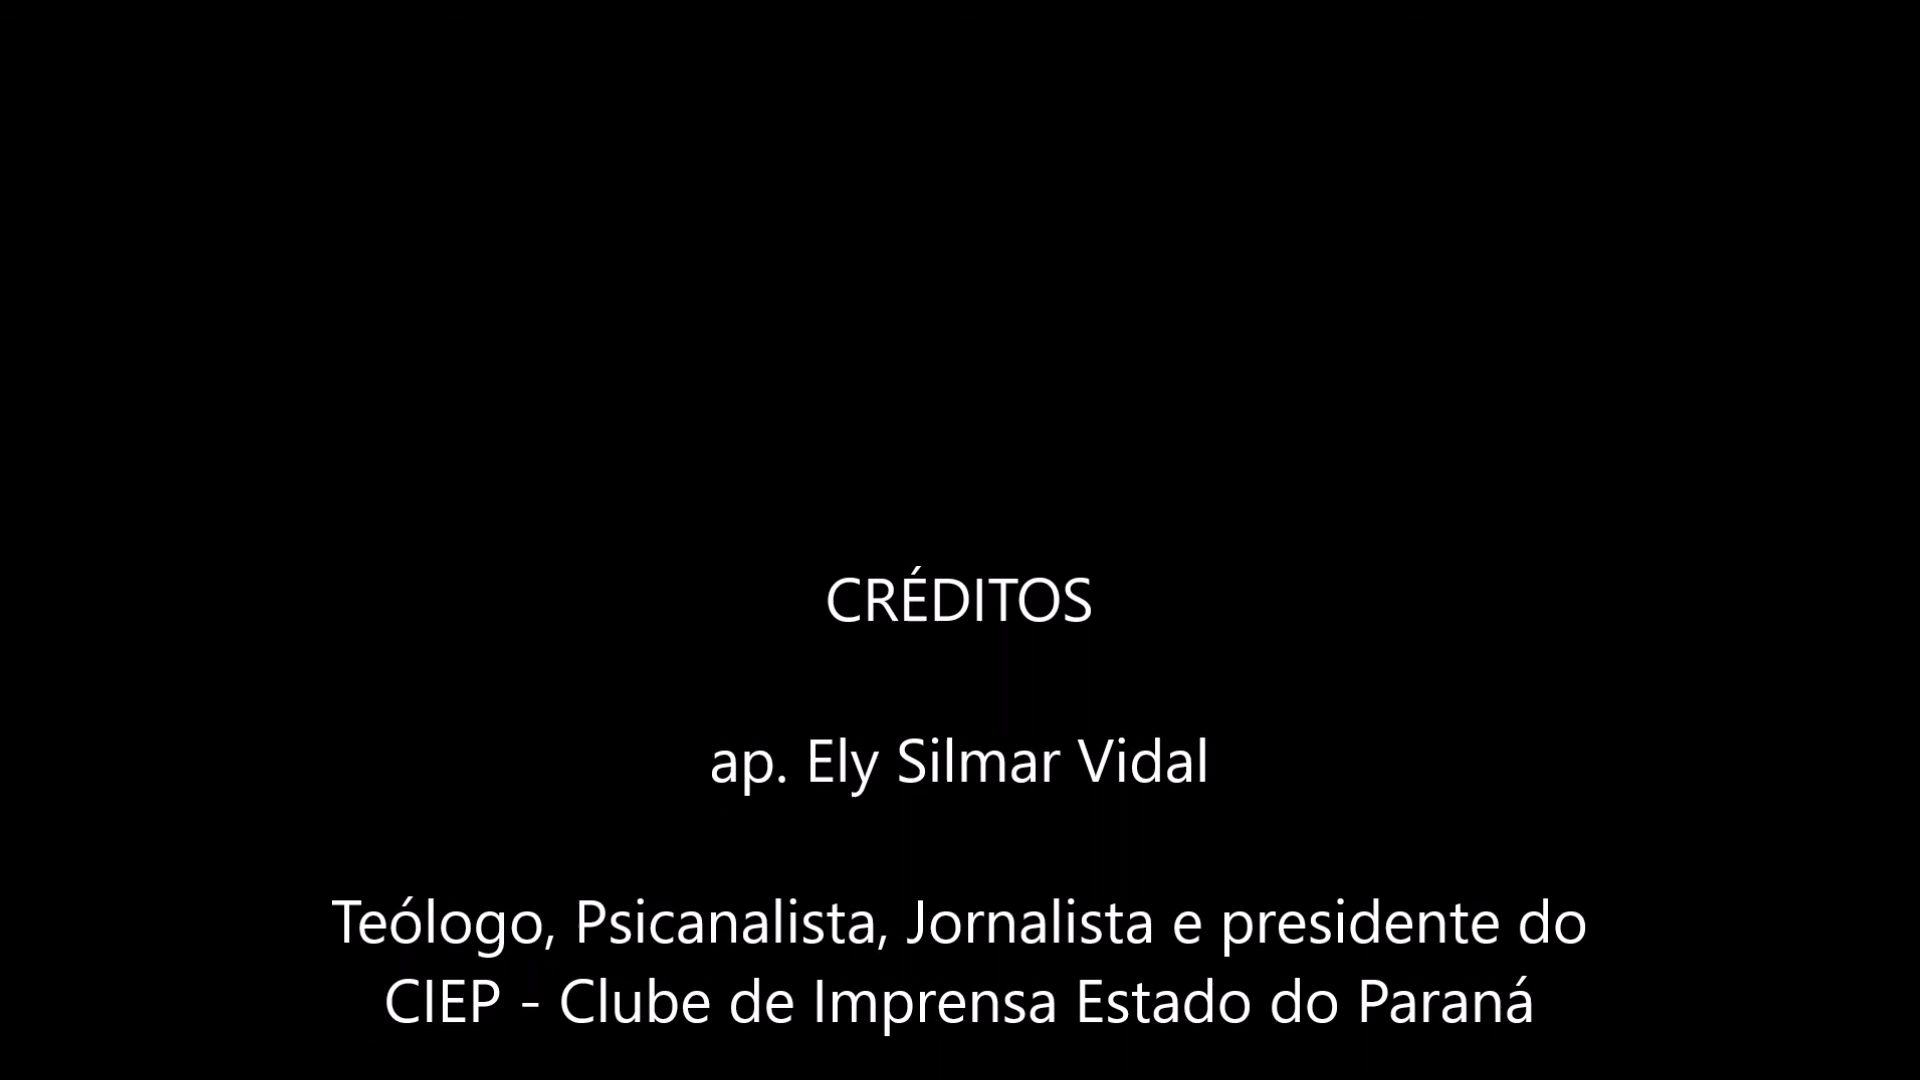 CRÉDITOS
ap. Ely Silmar Vidal
Teólogo, Psicanalista, Jornalista e presidente do
CIEP - Clube de Imprensa Estado do Paraná